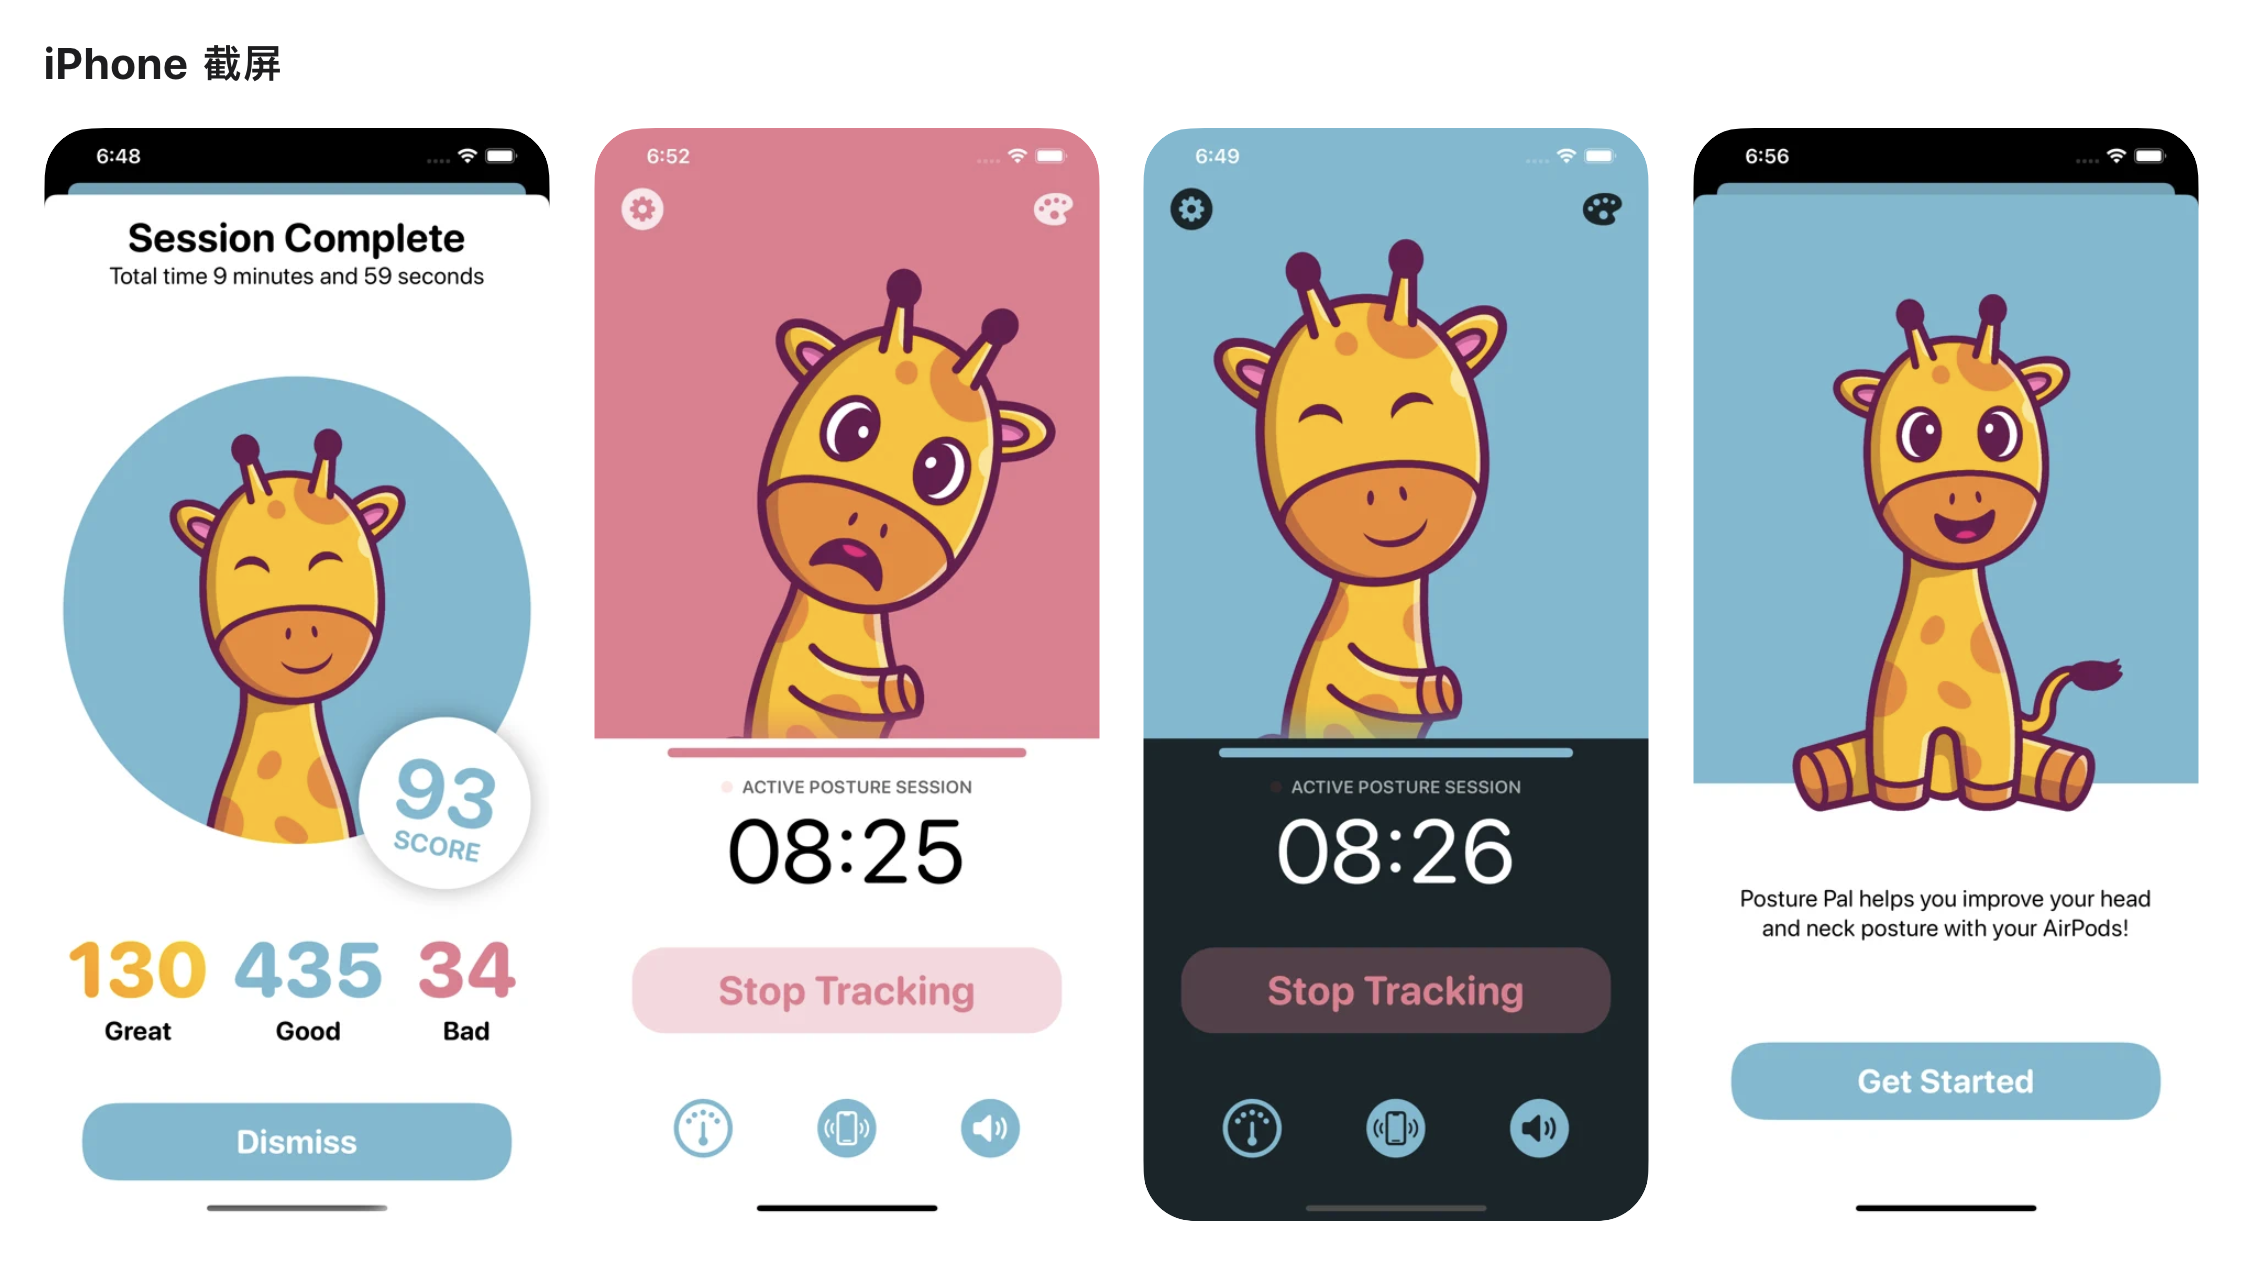 iPhone 截屏
6:48
Session Complete
Total time 9 minutes and 59 seconds
93
SCORE
130 435 34
Great Good Bad
Dismiss
6:52
ACTIVE POSTURE SESSION
08:25
Stop Tracking
6:49
ACTIVE POSTURE SESSION
08:26
Stop Tracking
6:56
Posture Pal helps you improve your head
and neck posture with your AirPods!
Get Started